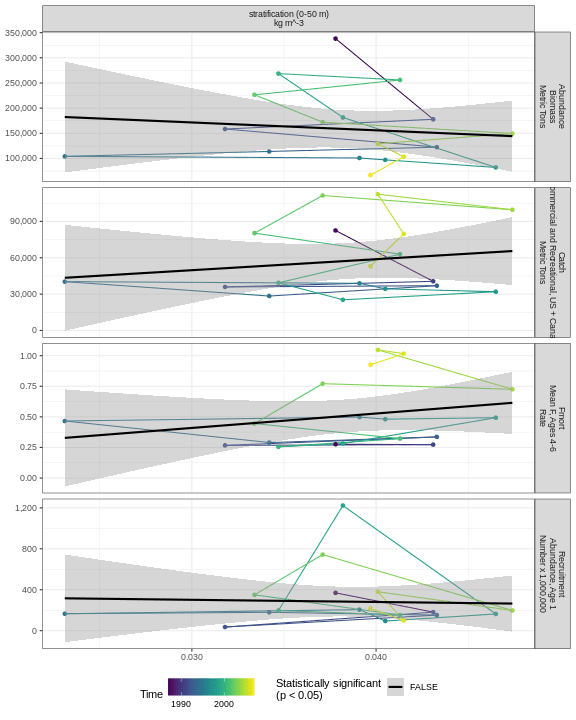 stratification (0-50 m)
kg m^-3
350,000
300,000
250,000
200,000
150,000
100,000
Abundance
Biomass
Metric Tons
90,000
60,000
30,000
0
Catch
ommercial and Recreational, US + Cana
Metric Tons
1.00
0.75
0.50
0.25
0.00
Fmort
Mean F, Ages 4-6
Rate
1,200
800
400
0
Recruitment
Abundance, Age 1
Number x 1,000,000
0.030
0.040
Time
1990
2000
Statistically significant
(p < 0.05)
FALSE